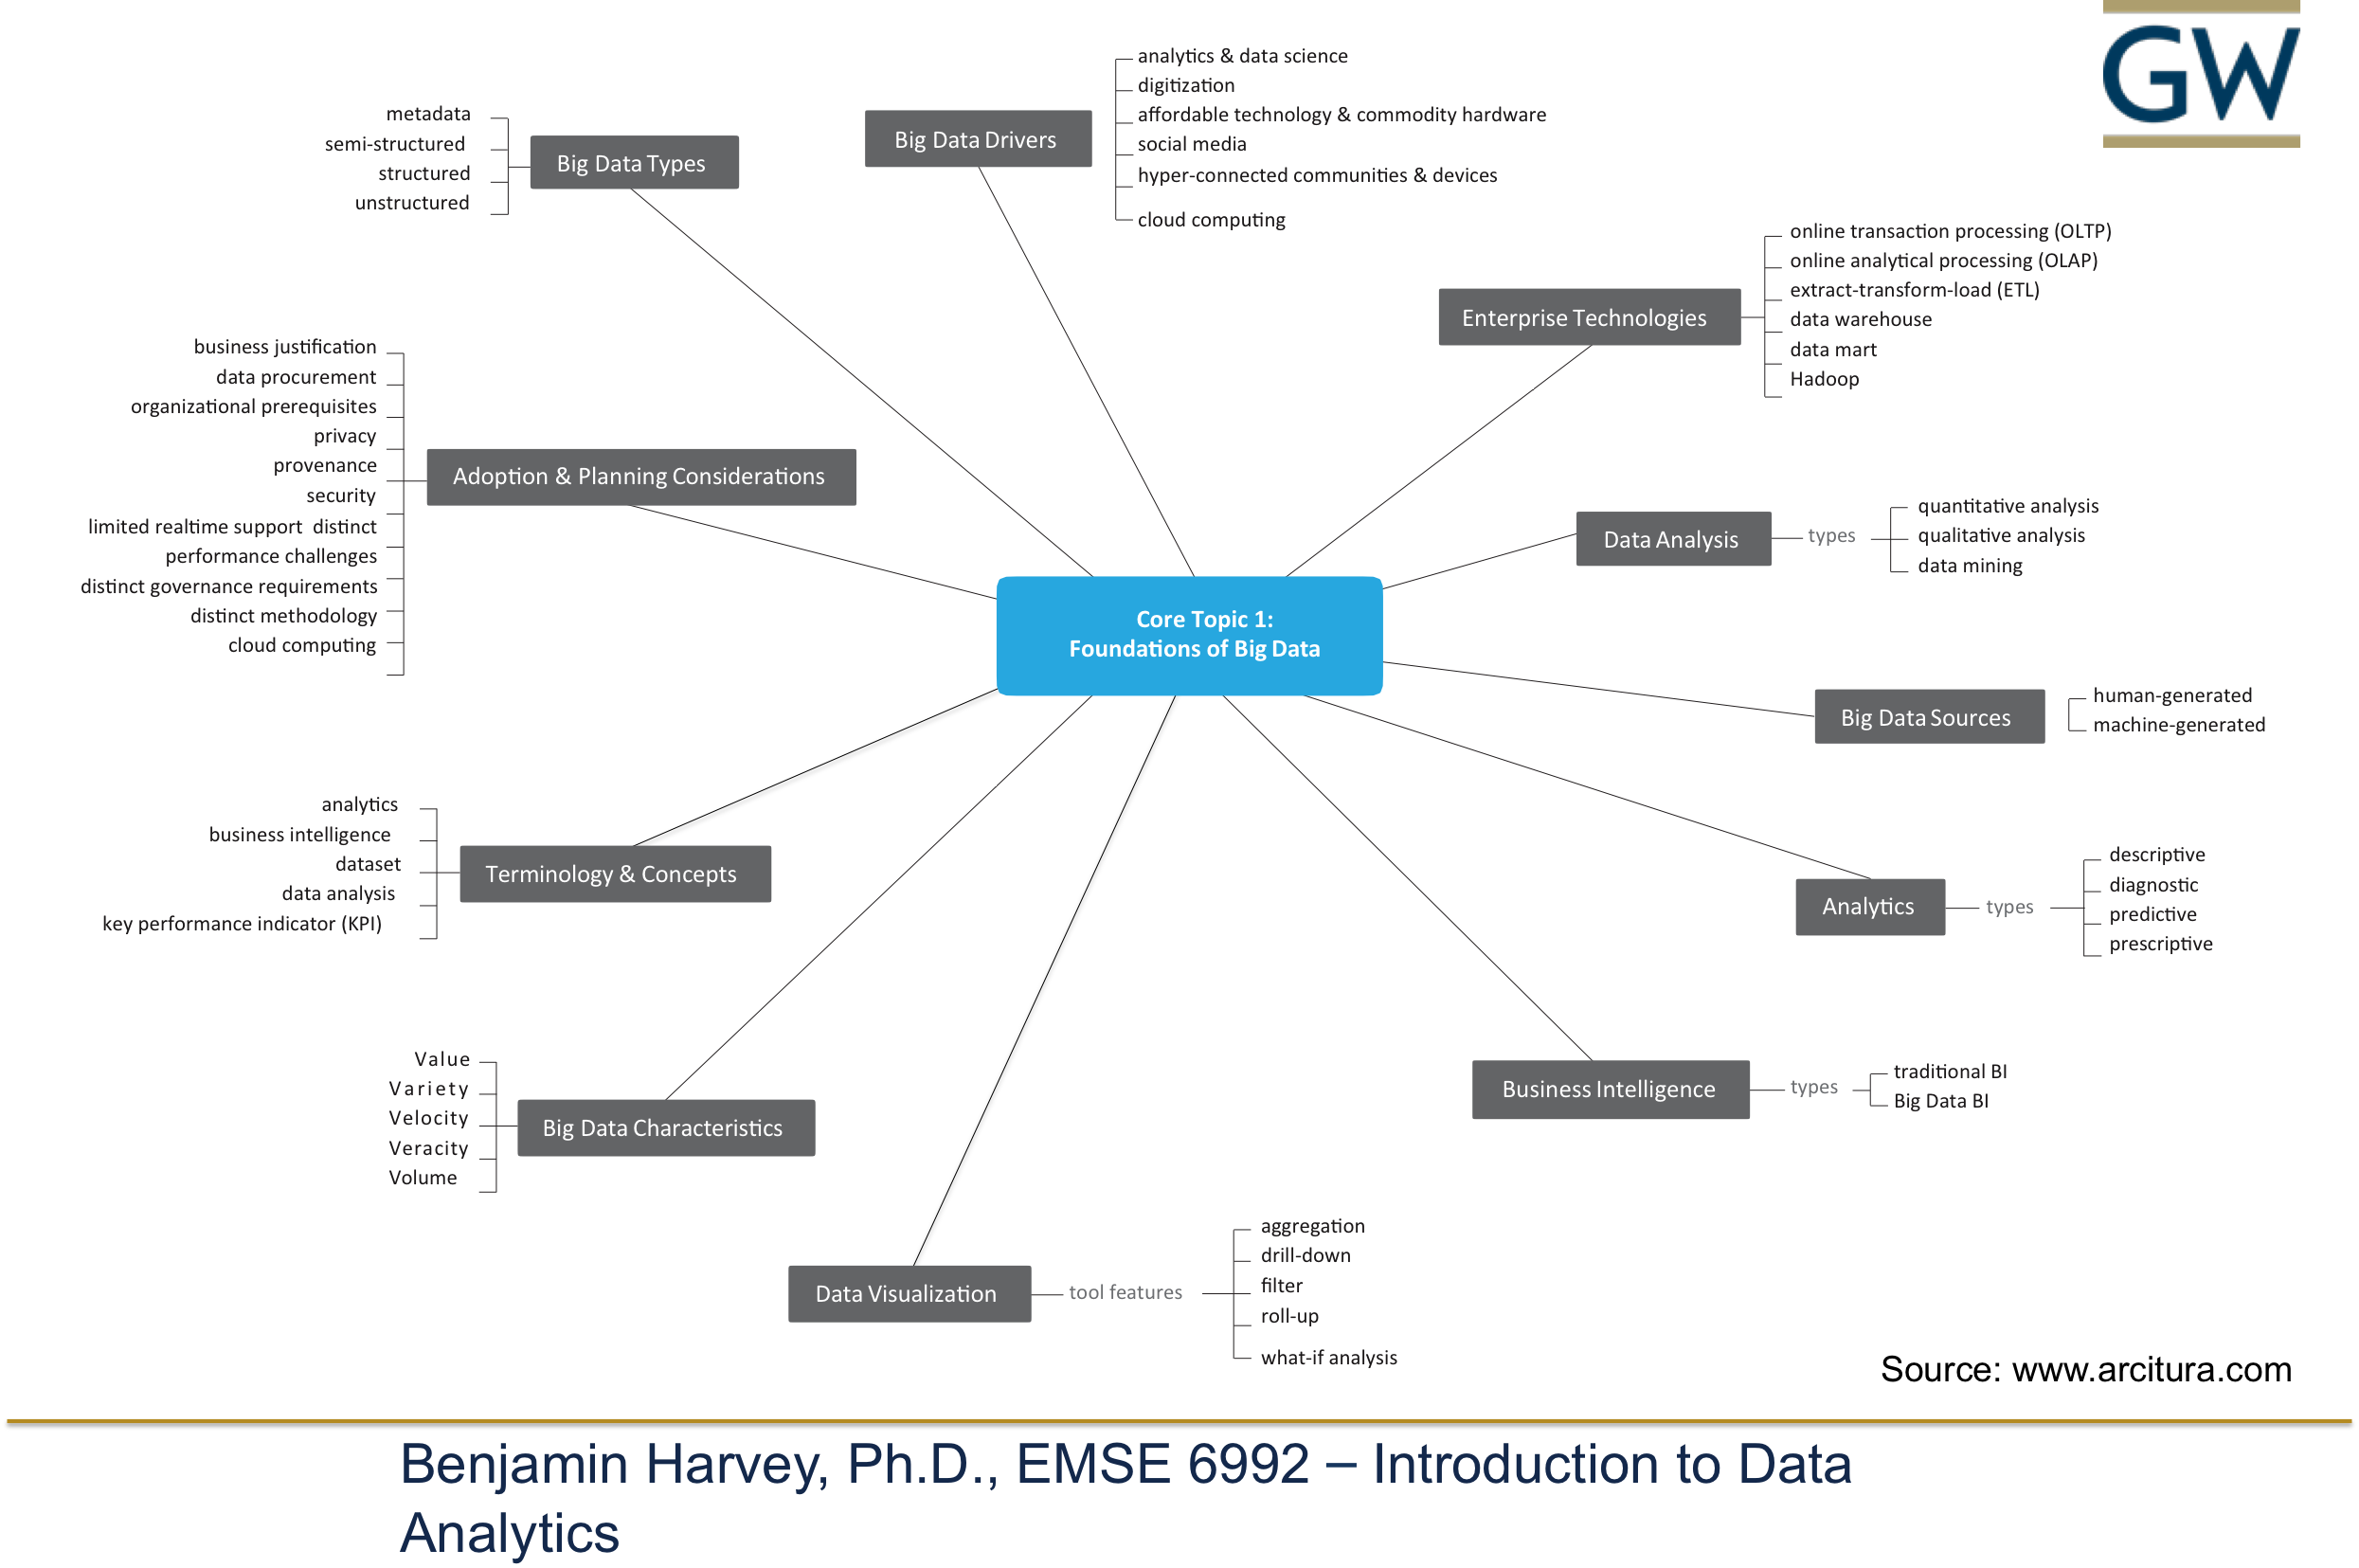 GW
analytics & data science
digitization
affordable technology & commodity hardware
social media
hyper-connected communities & devices
cloud computing
Big Data Drivers
metadata
semi-structured
structured
unstructured
Big Data Types
online transaction processing (OLTP)
online analytical processing (OLAP)
extract-transform-load (ETL)
data warehouse
data mart
Hadoop
Enterprise Technologies
business justification
data procurement
organizational prerequisites
privacy
provenance
security
limited realtime support  distinct
performance challenges
distinct governance requirements
distinct methodology
cloud computing
Adoption & Planning Considerations
Data Analysis
types
quantitative analysis
qualitative analysis
data mining
Core Topic 1:
Foundations of Big Data
Big Data Sources
human-generated
machine-generated
analytics
business intelligence
dataset
data analysis
key performance indicator (KPI)
Terminology & Concepts
Analytics
types
descriptive
diagnostic
predictive
prescriptive
Value
Variety
Velocity
Veracity
Volume
Big Data Characteristics
Business Intelligence
types
traditional BI
Big Data BI
Data Visualization
tool features
aggregation
drill-down
filter
roll-up
what-if analysis
Source: www.arcitura.com
Benjamin Harvey, Ph.D., EMSE 6992 – Introduction to Data
Analytics